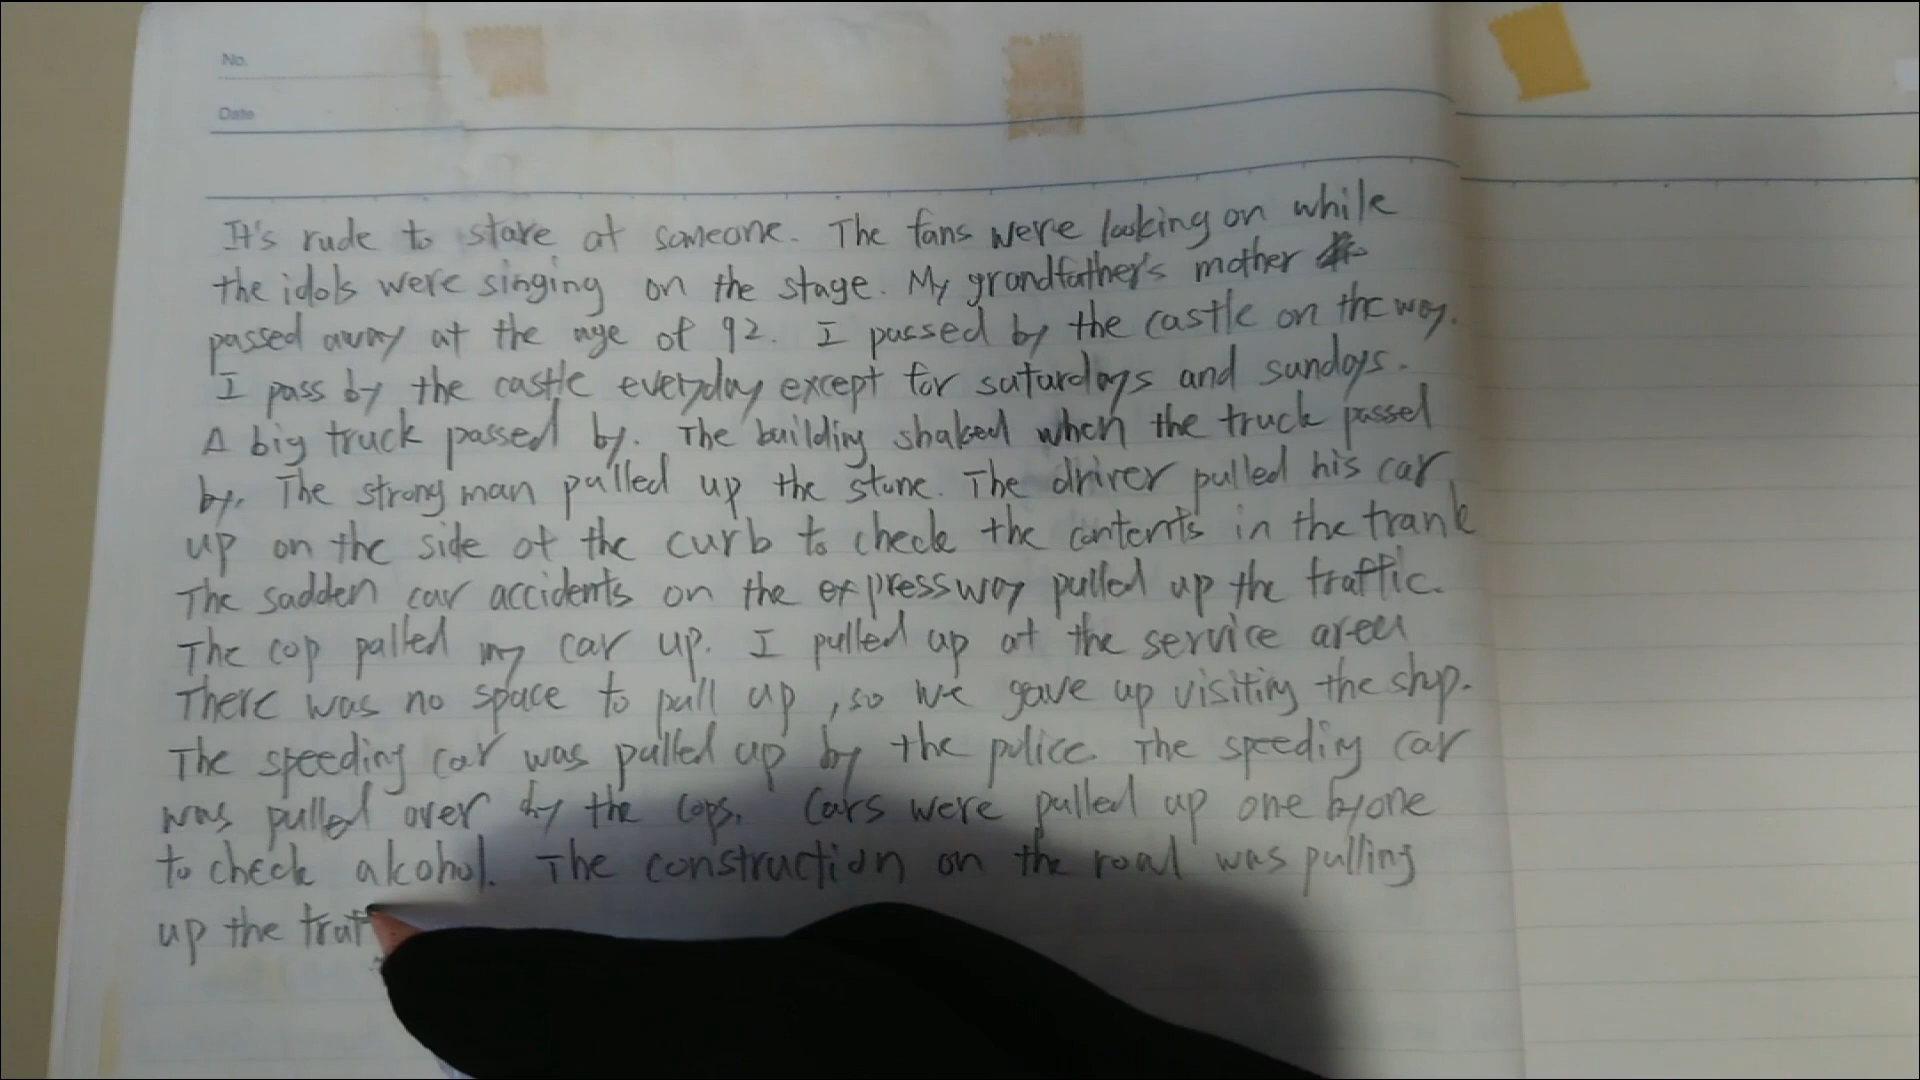 No.
Date
It's rude to stare at someone. The fans were looking on while
the idols were singing on the stage. My grandfather's mother
passed away at the age of 92. I passed by the castle on the way.
I pass by the castle everyday except for saturdays and sundays.
A big truck passed by. The building shaked when the truck passed
by. The strong man pulled up the stone. The driver pulled his car
up on the side of the curb to check the contents in the trank
The sadden car accidents on the expressway pulled up the traffic.
The cop palled my car up. I pulled up at the service area
There was no space to pull up, so we gave up visiting the shop.
The speeding car was pulled up by the police. The speeding car
was pulled over by the cops. Cars were pulled up one by one
to check alcohol. The construction on the road was pulling
up the traf